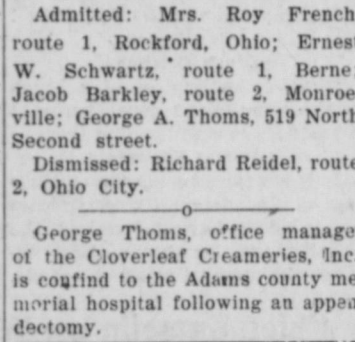 Admitted: Mrs. Roy French
route 1, Rockford, Ohio; Ernest
W. Schwartz, route 1, Berne
Jacob Barkley, route 2, Monroe
ville; George A. Thoms, 519 North
Second street.
Dismissed: Richard Reidel, route
2, Ohio City.
George Thoms, office manage
of the Cloverleaf Creameries, Inc
is confind to the Adams county me
morial hospital following an appen
dectomy.